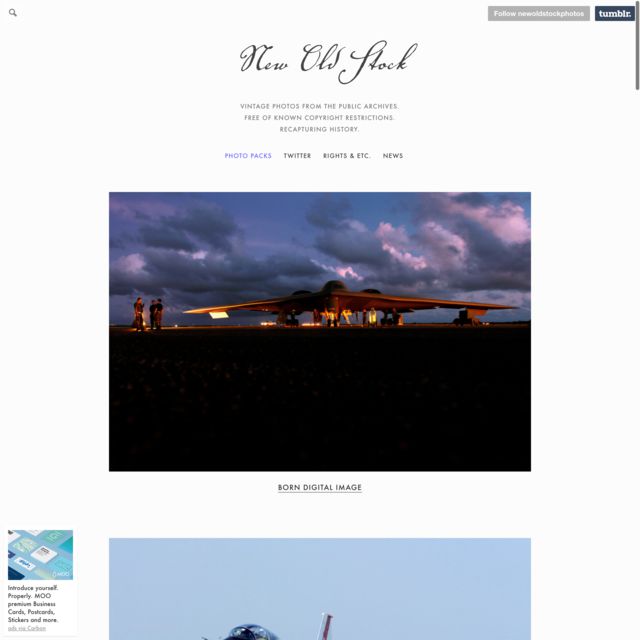 Follow newoldstockphotos
tumblr.
New Old Stock
VINTAGE PHOTOS FROM THE PUBLIC ARCHIVES.
FREE OF KNOWN COPYRIGHT RESTRICTIONS.
RECAPTURING HISTORY.
PHOTO PACKS TWITTER RIGHTS & ETC. NEWS
BORN DIGITAL IMAGE
MOO
Introduce yourself.
Properly. MOO
premium Business
Cards, Postcards,
Stickers and more.
ads via Carbon